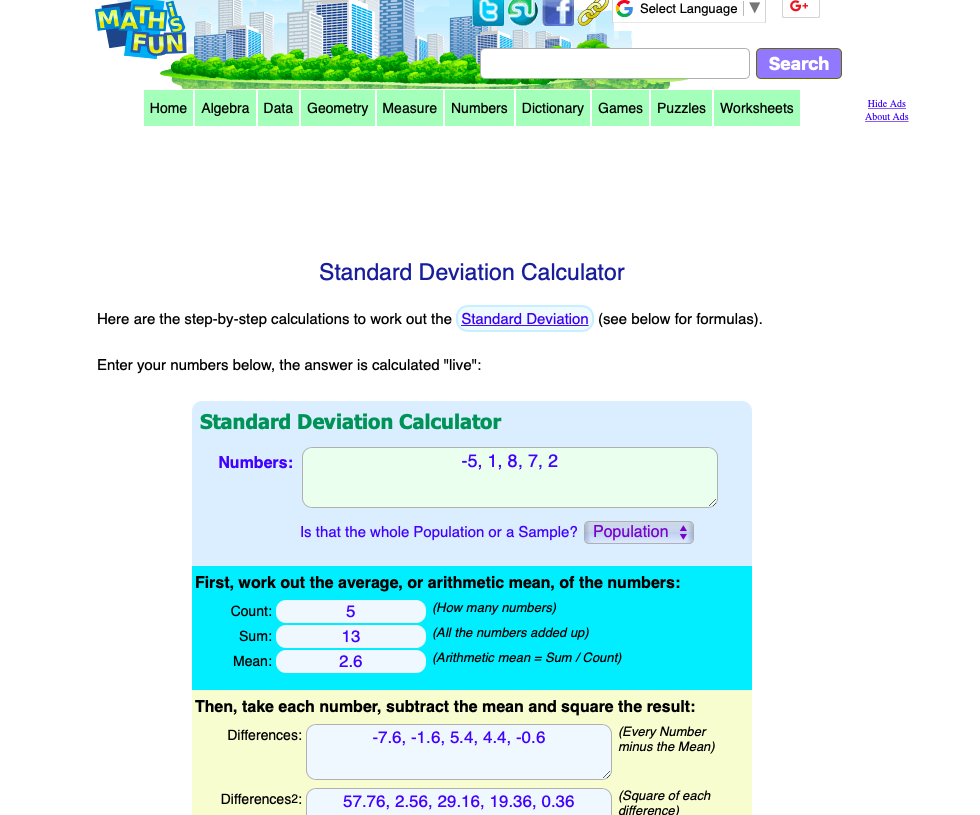 MATH is FUN
Select Language ▼
G+
Search
Home Algebra Data Geometry Measure Numbers Dictionary Games Puzzles Worksheets
Hide Ads
About Ads
Standard Deviation Calculator
Here are the step-by-step calculations to work out the Standard Deviation (see below for formulas).
Enter your numbers below, the answer is calculated "live":
Standard Deviation Calculator
Numbers: -5, 1, 8, 7, 2
Is that the whole Population or a Sample? Population
First, work out the average, or arithmetic mean, of the numbers:
Count: 5 (How many numbers)
Sum: 13 (All the numbers added up)
Mean: 2.6 (Arithmetic mean = Sum / Count)
Then, take each number, subtract the mean and square the result:
Differences: -7.6, -1.6, 5.4, 4.4, -0.6 (Every Number
minus the Mean)
Differences2: 57.76, 2.56, 29.16, 19.36, 0.36 (Square of each
difference)